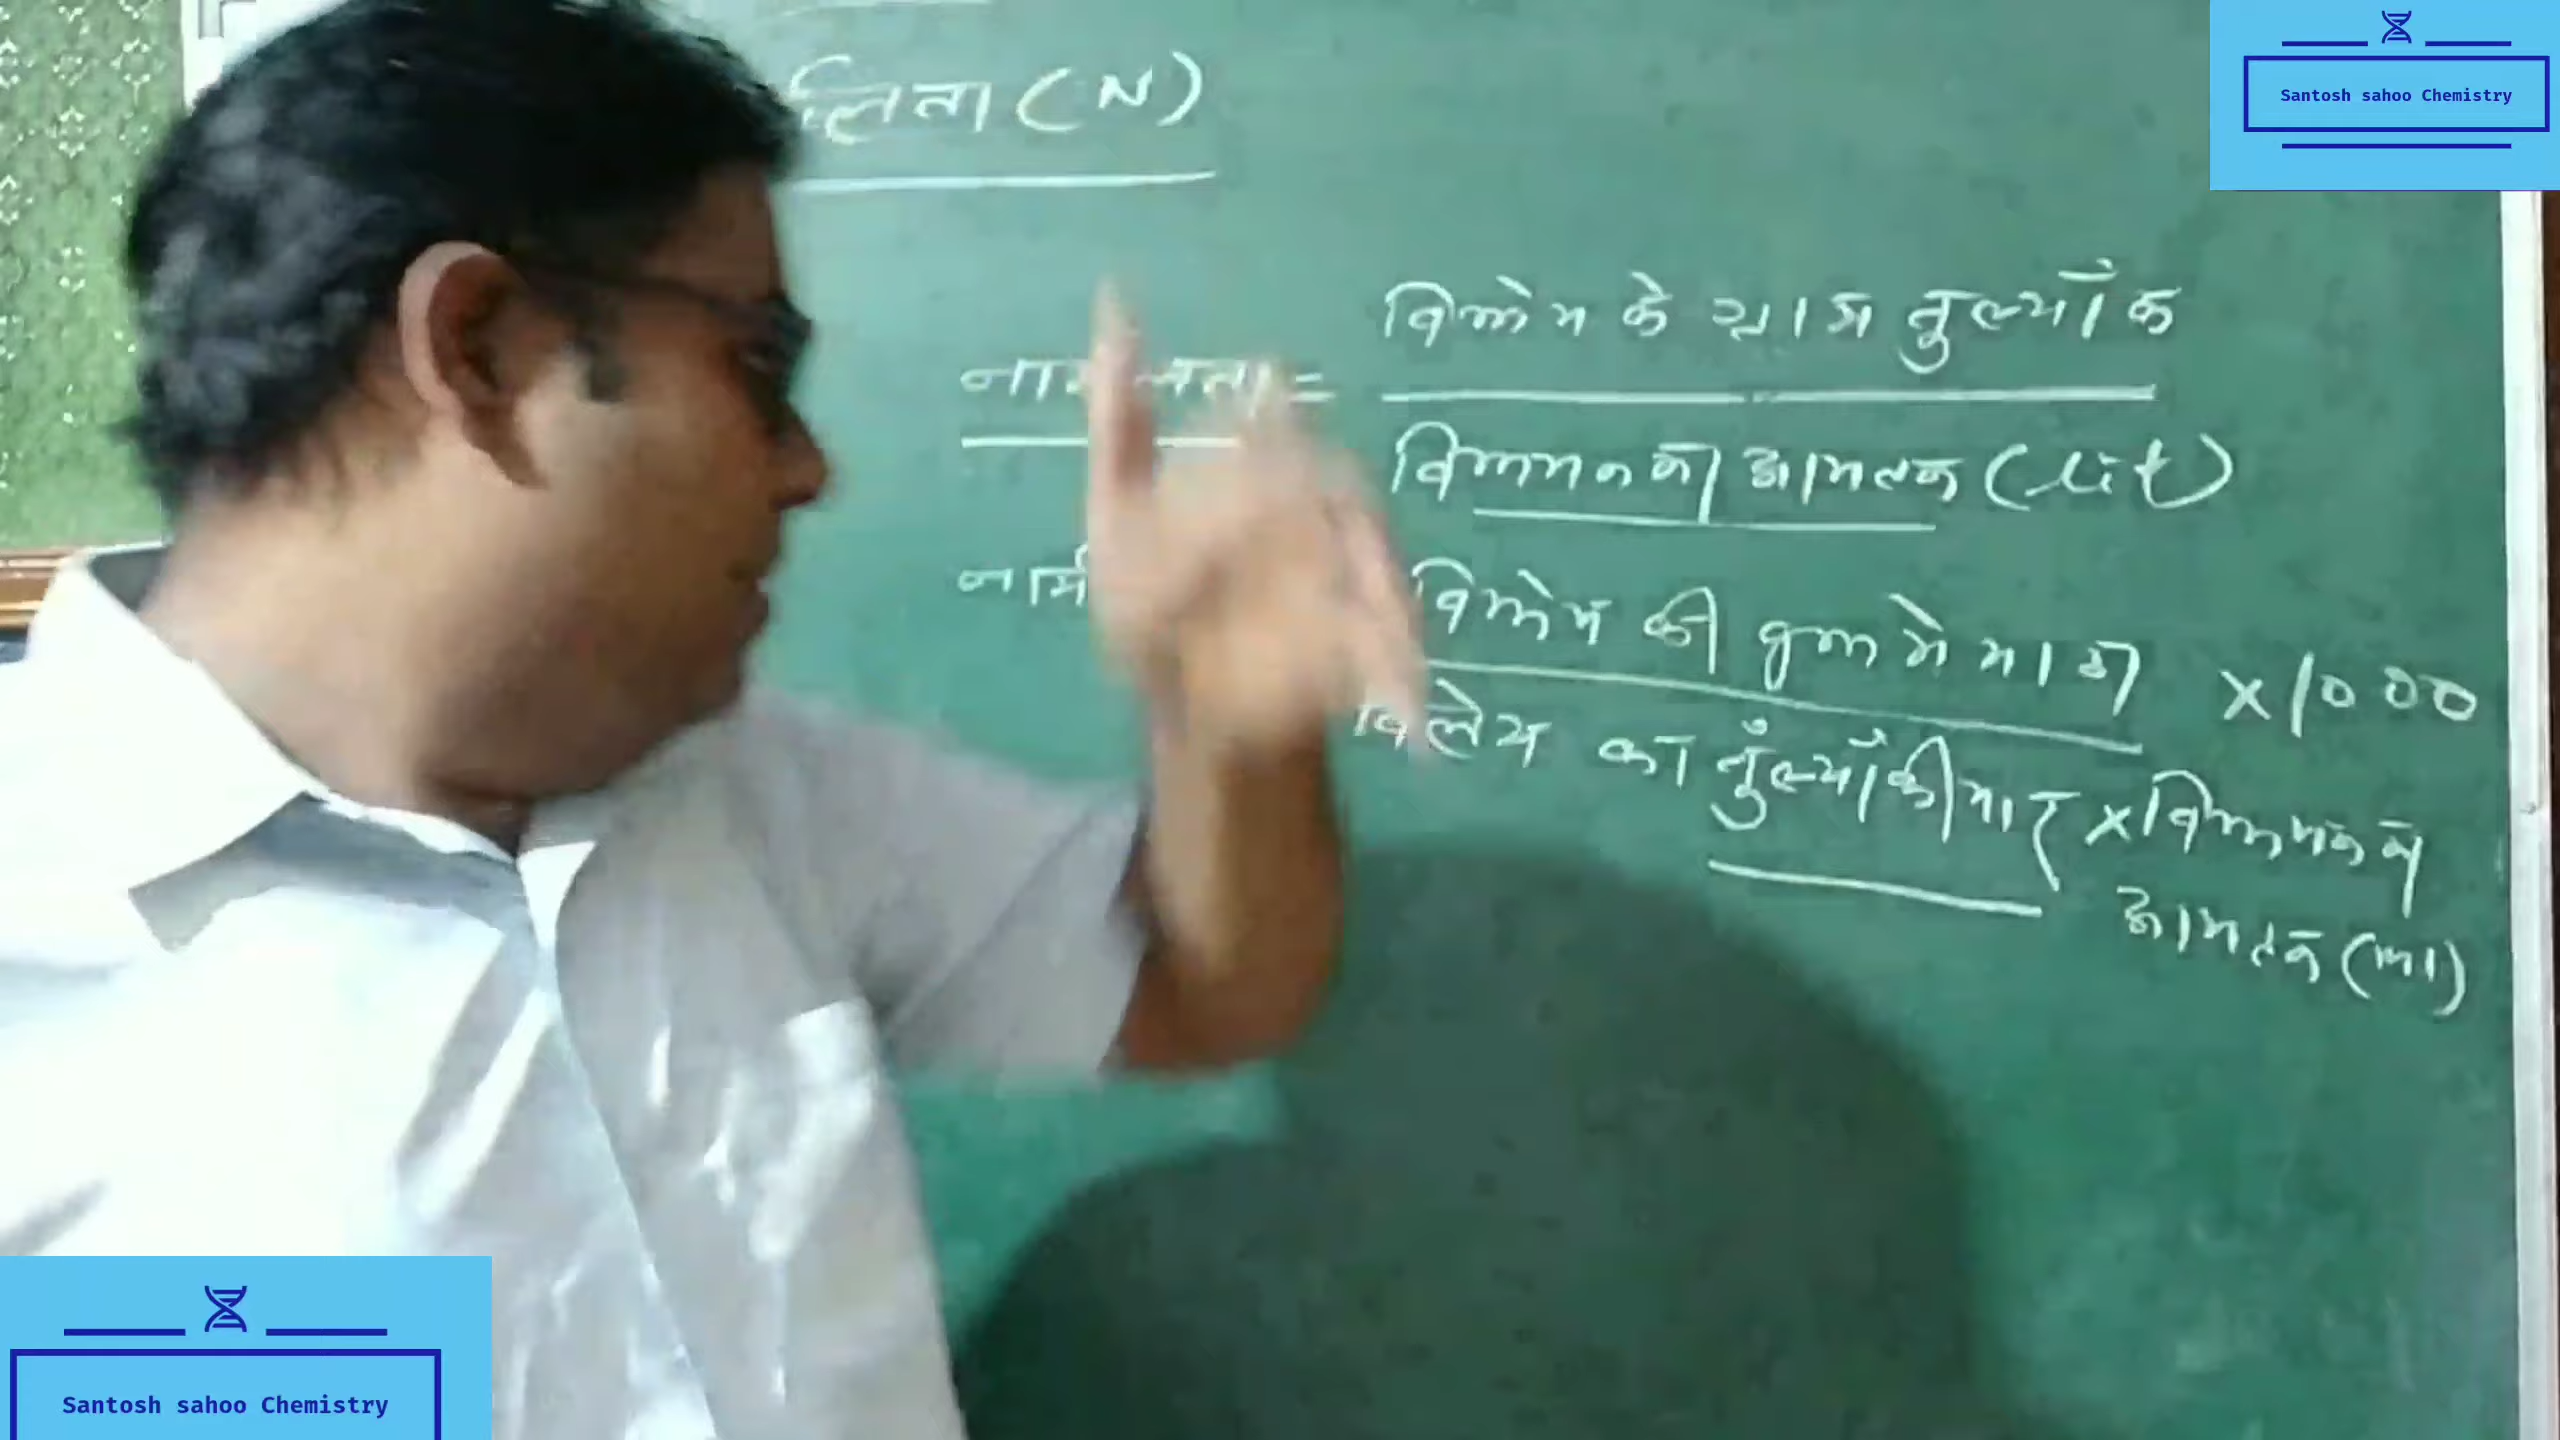 लिता (N)
Santosh sahoo Chemistry
विलेय के ग्राम तुल्यांक
=
विलयन का आयतन (Lit)
विलेय की ग्राम में मात्रा × 1000
विलेय का तुल्यांकी भार × विलयन का
आयतन (ml)
Santosh sahoo Chemistry